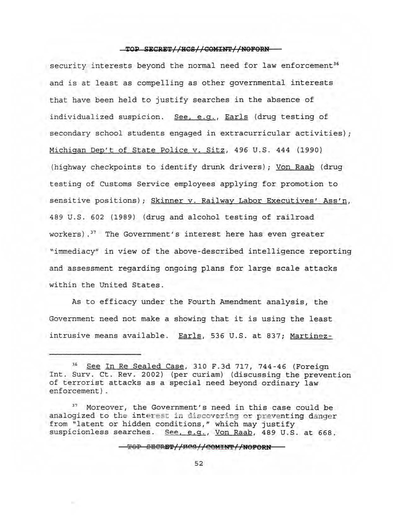 TOP SECRET//HCS//COMINT//NOFORN
security interests beyond the normal need for law enforcement³⁶
and is at least as compelling as other governmental interests
that have been held to justify searches in the absence of
individualized suspicion. See, e.g., Earls (drug testing of
secondary school students engaged in extracurricular activities);
Michigan Dep't of State Police v. Sitz, 496 U.S. 444 (1990)
(highway checkpoints to identify drunk drivers); Von Raab (drug
testing of Customs Service employees applying for promotion to
sensitive positions); Skinner v. Railway Labor Executives' Ass'n,
489 U.S. 602 (1989) (drug and alcohol testing of railroad
workers).³⁷ The Government's interest here has even greater
"immediacy" in view of the above-described intelligence reporting
and assessment regarding ongoing plans for large scale attacks
within the United States.
As to efficacy under the Fourth Amendment analysis, the
Government need not make a showing that it is using the least
intrusive means available. Earls, 536 U.S. at 837; Martinez-
³⁶ See In Re Sealed Case, 310 F.3d 717, 744-46 (Foreign
Int. Surv. Ct. Rev. 2002) (per curiam) (discussing the prevention
of terrorist attacks as a special need beyond ordinary law
enforcement).
³⁷ Moreover, the Government's need in this case could be
analogized to the interest in discovering or preventing danger
from "latent or hidden conditions," which may justify
suspicionless searches. See, e.g., Von Raab, 489 U.S. at 668.
TOP SECRET//HCS//COMINT//NOFORN
52